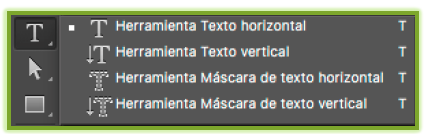 T Herramienta Texto horizontal T
T Herramienta Texto vertical T
Herramienta Máscara de texto horizontal T
Herramienta Máscara de texto vertical T